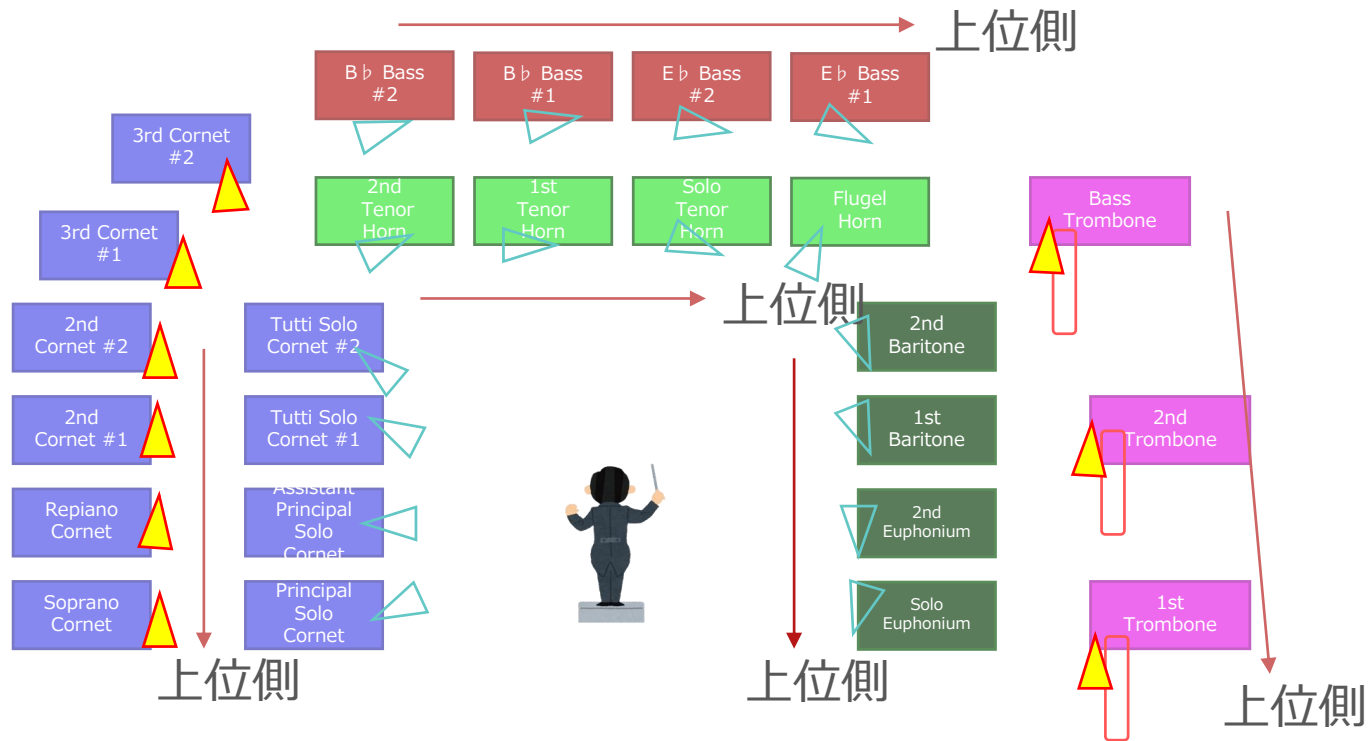 上位側
B♭ Bass
#2
B♭ Bass
#1
E♭ Bass
#2
E♭ Bass
#1
3rd Cornet
#2
2nd
Tenor
Horn
1st
Tenor
Horn
Solo
Tenor
Horn
Flugel
Horn
Bass
Trombone
3rd Cornet
#1
上位側
2nd
Cornet #2
Tutti Solo
Cornet #2
2nd
Baritone
2nd
Cornet #1
Tutti Solo
Cornet #1
1st
Baritone
2nd
Trombone
Repiano
Cornet
Assistant
Principal
Solo
Cornet
2nd
Euphonium
Soprano
Cornet
Principal
Solo
Cornet
Solo
Euphonium
1st
Trombone
上位側
上位側
上位側